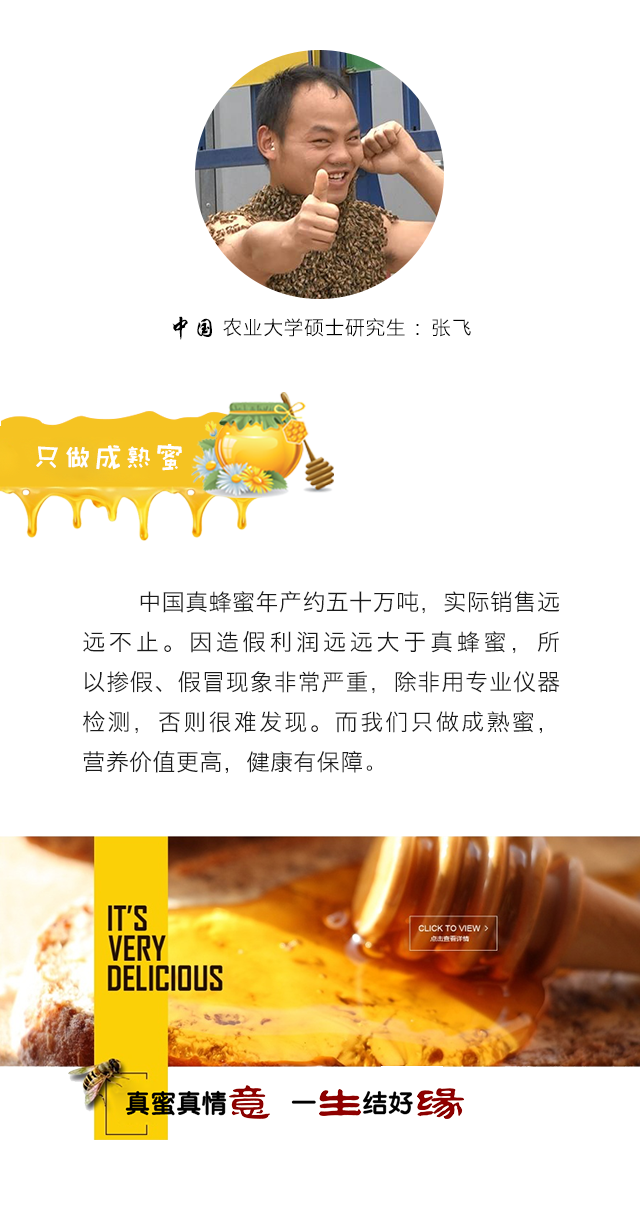 中国 农业大学硕士研究生 ：张飞
只做成熟蜜
中国真蜂蜜年产约五十万吨，实际销售远
远不止。因造假利润远远大于真蜂蜜，所
以掺假、假冒现象非常严重，除非用专业仪器
检测，否则很难发现。而我们只做成熟蜜，
营养价值更高，健康有保障。
IT'S
VERY
DELICIOUS
CLICK TO VIEW >
点击查看详情
真蜜真情意 一生结好缘